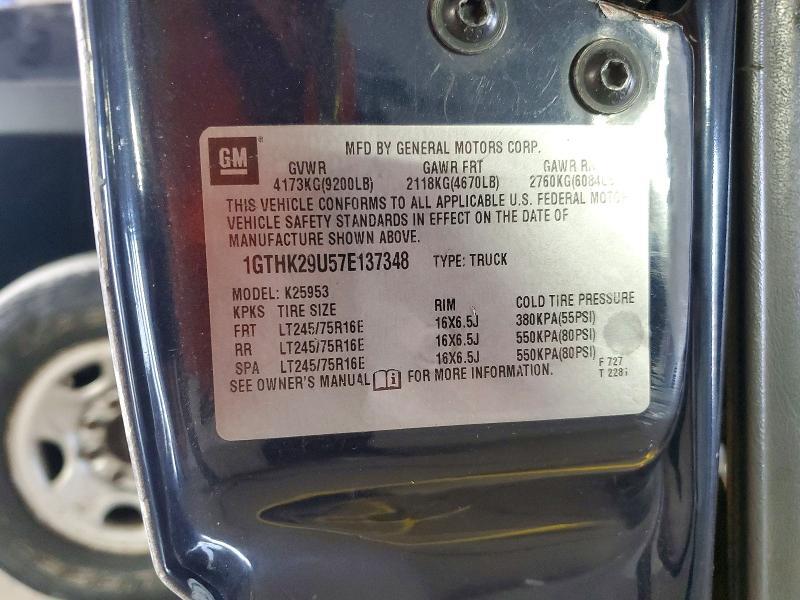 GM®
MFD BY GENERAL MOTORS CORP.
GVWR GAWR FRT GAWR
4173KG(9200LB) 2118KG(4670LB) 2760KG(6084
THIS VEHICLE CONFORMS TO ALL APPLICABLE U.S. FEDERAL MOTOR
VEHICLE SAFETY STANDARDS IN EFFECT ON THE DATE OF
MANUFACTURE SHOWN ABOVE.
1GTHK29U57E137348 TYPE: TRUCK
MODEL: K25953
KPKS TIRE SIZE RIM COLD TIRE PRESSURE
FRT LT245/75R16E 16X6.5J 380KPA(55PSI)
RR LT245/75R16E 16X6.5J 550KPA(80PSI)
SPA LT245/75R16E 16X6.5J 550KPA(80PSI)
F 727
SEE OWNER'S MANUAL FOR MORE INFORMATION.